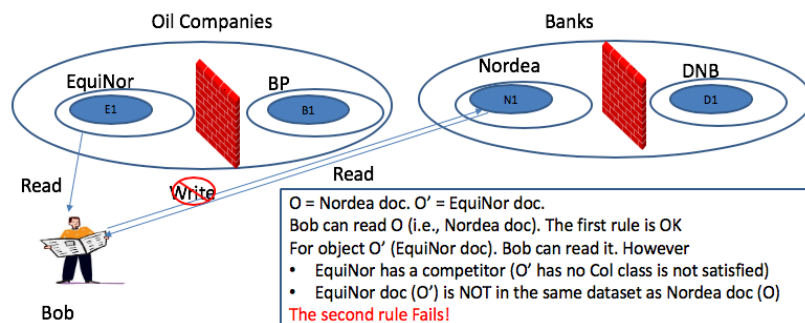 Oil Companies
Banks
EquiNor
BP
Nordea
DNB
E1
B1
N1
D1
Read
Write
Read
Bob
O = Nordea doc. O’ = EquiNor doc.
Bob can read O (i.e., Nordea doc). The first rule is OK
For object O’ (EquiNor doc). Bob can read it. However
• EquiNor has a competitor (O’ has no CoI class is not satisfied)
• EquiNor doc (O’) is NOT in the same dataset as Nordea doc (O)
The second rule Fails!